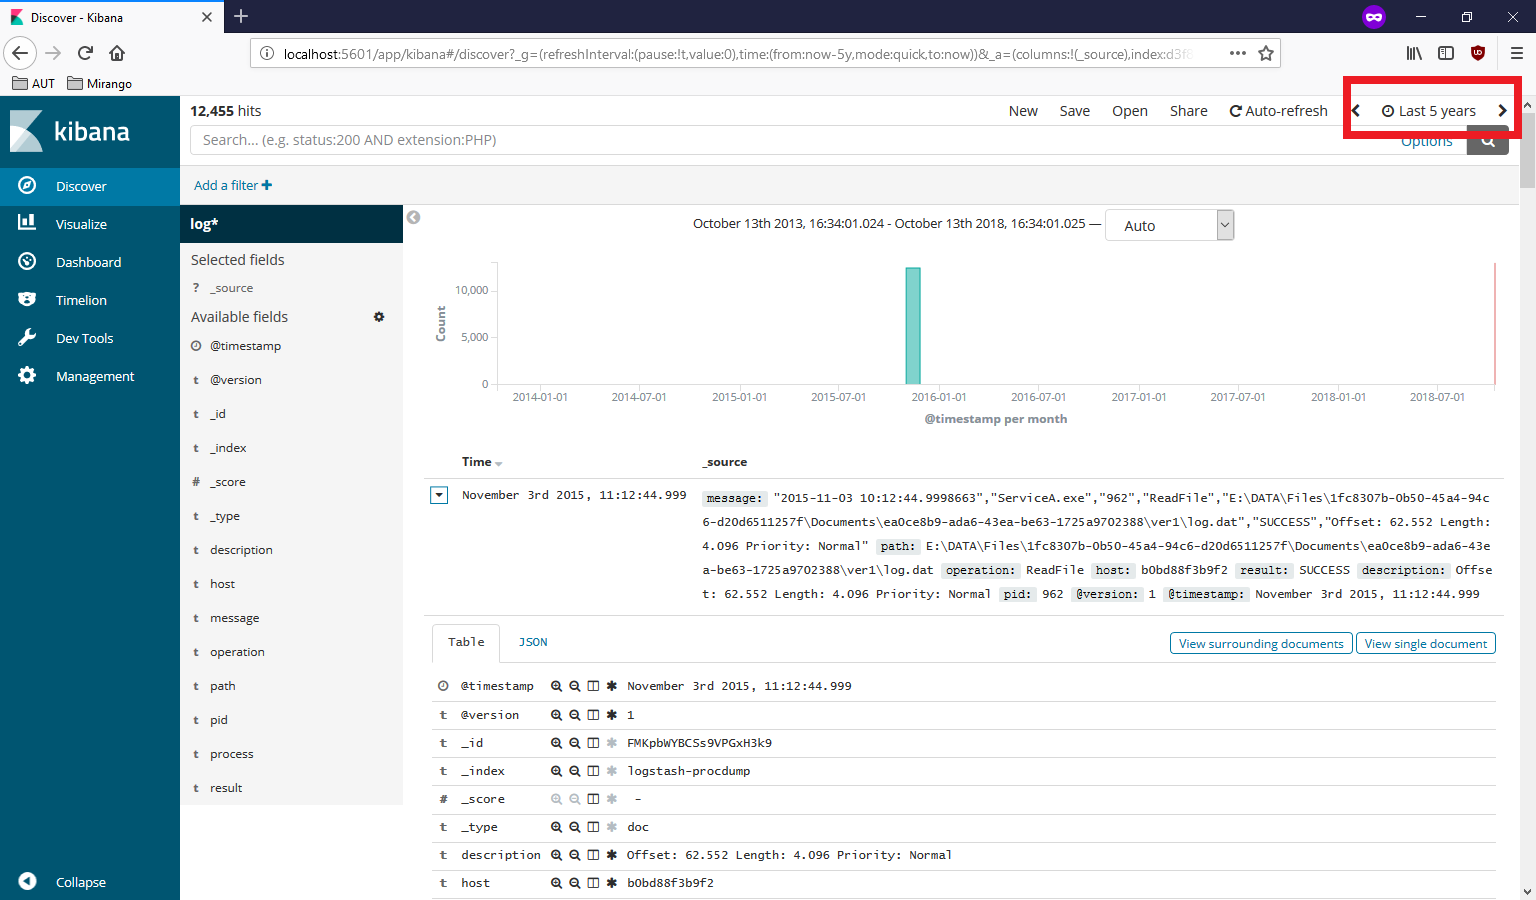 Discover - Kibana
localhost:5601/app/kibana#/discover?_g=(refreshInterval:(pause:!t,value:0),time:(from:now-5y,mode:quick,to:now))&_a=(columns:!(_source),index:d3f8
AUT Mirango
kibana
Discover
Visualize
Dashboard
Timelion
Dev Tools
Management
Collapse
12,455 hits
New Save Open Share Auto-refresh Last 5 years
Search... (e.g. status:200 AND extension:PHP)
Options
Add a filter +
log*
Selected fields
? _source
Available fields
@timestamp
t @version
t _id
t _index
# _score
t _type
t description
t host
t message
t operation
t path
t pid
t process
t result
October 13th 2013, 16:34:01.024 - October 13th 2018, 16:34:01.025 — Auto
Count
10,000
5,000
0
2014-01-01 2014-07-01 2015-01-01 2015-07-01 2016-01-01 2016-07-01 2017-01-01 2017-07-01 2018-01-01 2018-07-01
@timestamp per month
Time _source
November 3rd 2015, 11:12:44.999
message: "2015-11-03 10:12:44.9998663","ServiceA.exe","962","ReadFile","E:\DATA\Files\1fc8307b-0b50-45a4-94c
6-d20d6511257f\Documents\ea0ce8b9-ada6-43ea-be63-1725a9702388\ver1\log.dat","SUCCESS","Offset: 62.552 Length:
4.096 Priority: Normal" path: E:\DATA\Files\1fc8307b-0b50-45a4-94c6-d20d6511257f\Documents\ea0ce8b9-ada6-43e
a-be63-1725a9702388\ver1\log.dat operation: ReadFile host: b0bd88f3b9f2 result: SUCCESS description: Offse
t: 62.552 Length: 4.096 Priority: Normal pid: 962 @version: 1 @timestamp: November 3rd 2015, 11:12:44.999
Table JSON View surrounding documents View single document
@timestamp November 3rd 2015, 11:12:44.999
t @version 1
t _id FMKpbWYBCSs9VPGxH3k9
t _index logstash-procdump
# _score -
t _type doc
t description Offset: 62.552 Length: 4.096 Priority: Normal
t host b0bd88f3b9f2